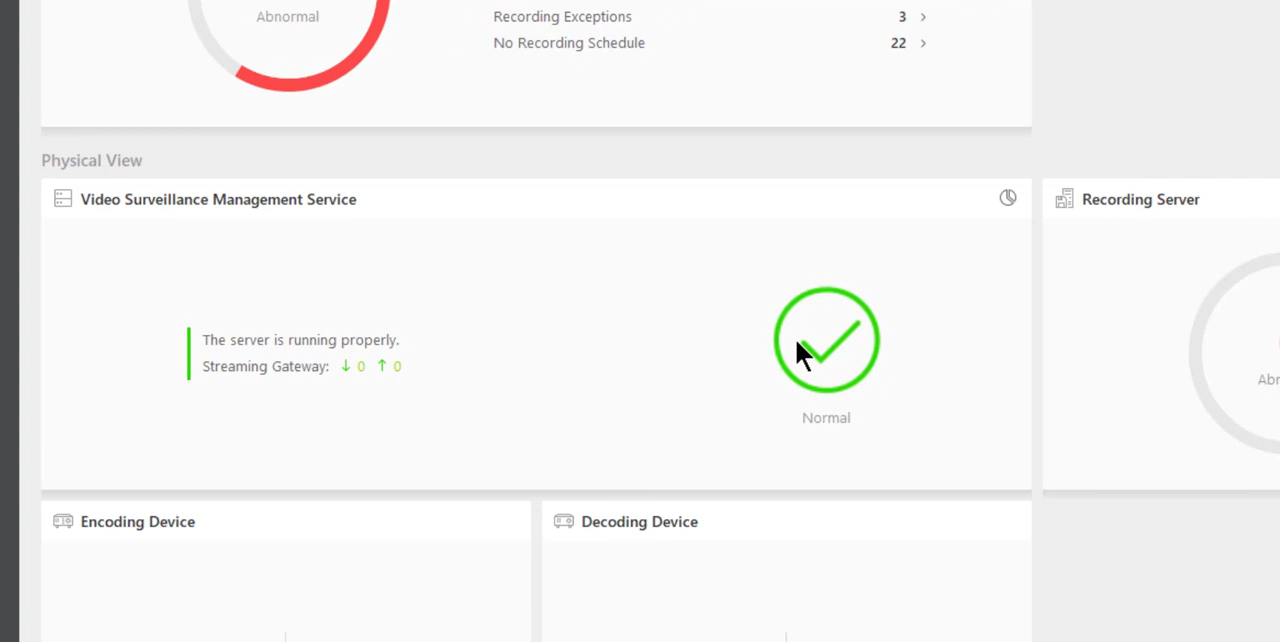 Abnormal
Recording Exceptions 3
No Recording Schedule 22
Physical View
Video Surveillance Management Service
Recording Server
The server is running properly.
Streaming Gateway: ↓ 0 ↑ 0
Normal
Encoding Device
Decoding Device